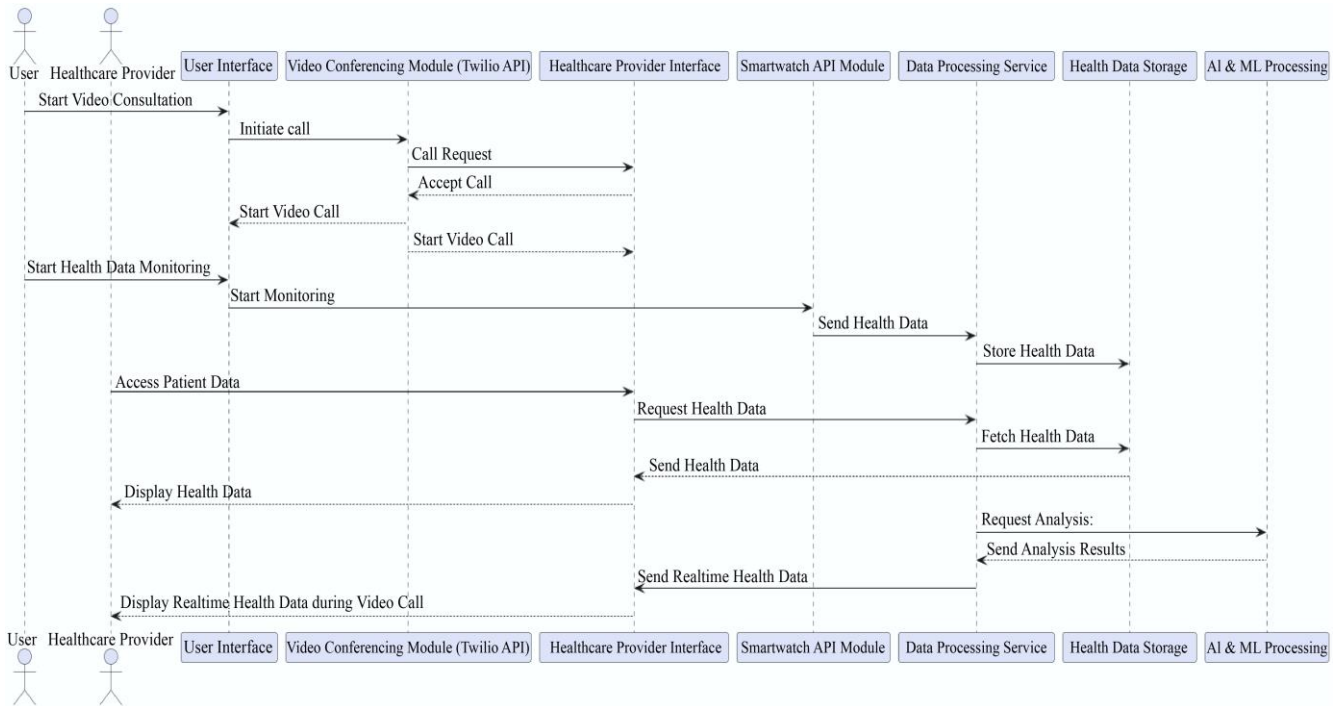 User
Healthcare Provider
User Interface
Video Conferencing Module (Twilio API)
Healthcare Provider Interface
Smartwatch API Module
Data Processing Service
Health Data Storage
AI & ML Processing
Start Video Consultation
Initiate call
Call Request
Accept Call
Start Video Call
Start Video Call
Start Health Data Monitoring
Start Monitoring
Send Health Data
Store Health Data
Access Patient Data
Request Health Data
Fetch Health Data
Send Health Data
Display Health Data
Request Analysis:
Send Analysis Results
Send Realtime Health Data
Display Realtime Health Data during Video Call
User
Healthcare Provider
User Interface
Video Conferencing Module (Twilio API)
Healthcare Provider Interface
Smartwatch API Module
Data Processing Service
Health Data Storage
AI & ML Processing